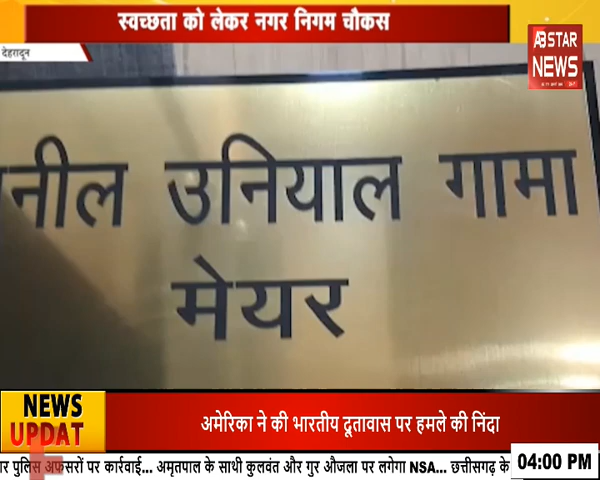 स्वच्छता को लेकर नगर निगम चौकस
देहरादून
AB STAR
NEWS
नील उनियाल गामा
मेयर
NEWS
UPDAT
अमेरिका ने की भारतीय दूतावास पर हमले की निंदा
ार पुलिस अफसरों पर कार्रवाई... अमृतपाल के साथी कुलवंत और गुर औजला पर लगेगा NSA... छत्तीसगढ़ के
04:00 PM